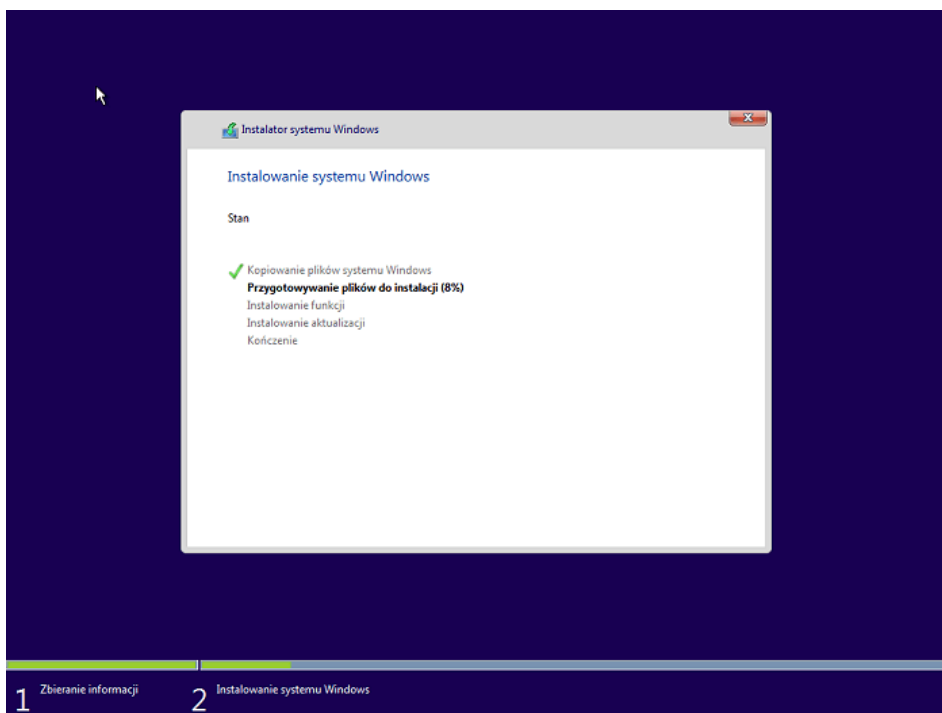 Instalator systemu Windows
Instalowanie systemu Windows
Stan
Kopiowanie plików systemu Windows
Przygotowywanie plików do instalacji (8%)
Instalowanie funkcji
Instalowanie aktualizacji
Kończenie
1 Zbieranie informacji
2 Instalowanie systemu Windows